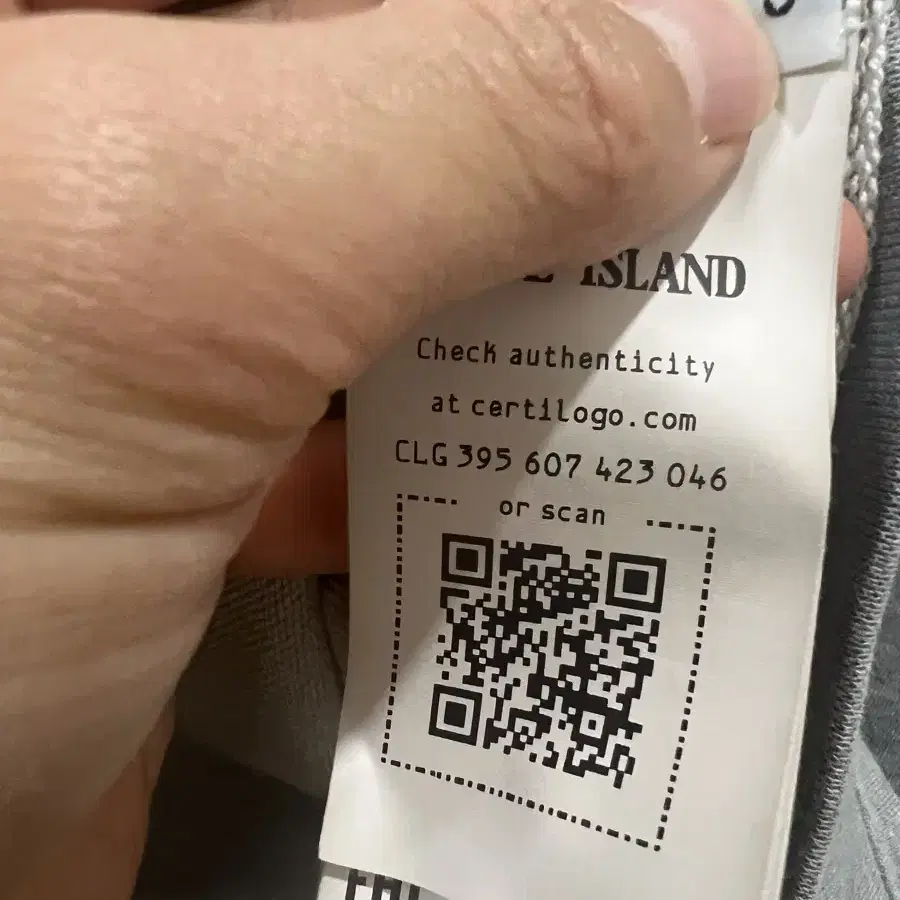 ISLAND
Check authenticity
at certilogo.com
CLG 395 607 423 046
or scan